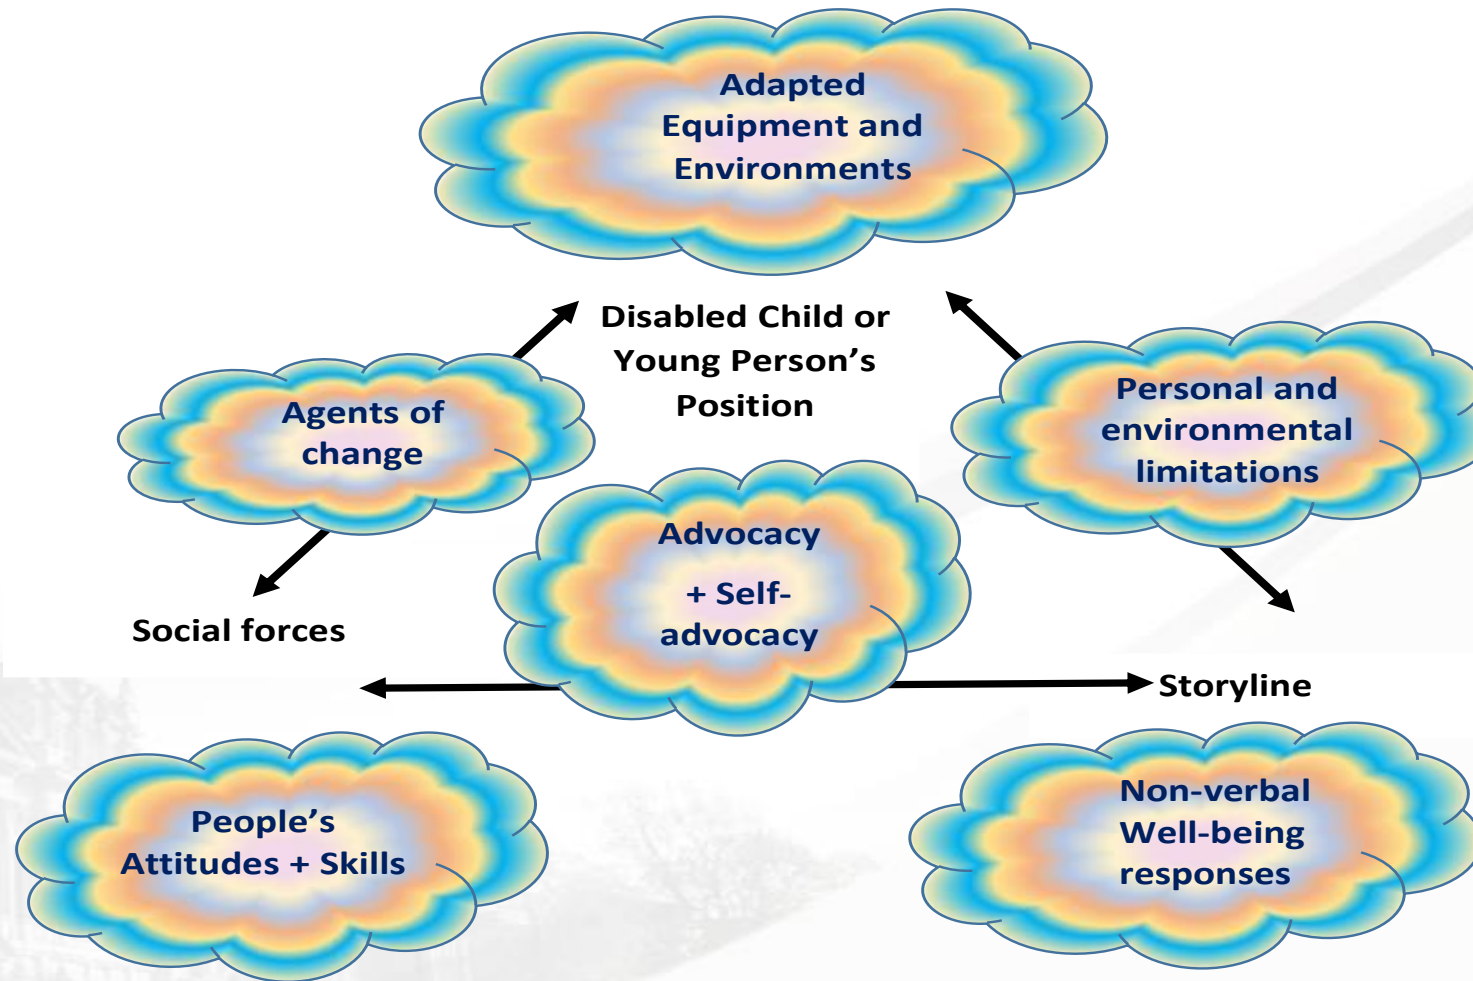 Adapted
Equipment and
Environments
Disabled Child or
Young Person’s
Position
Agents of
change
Personal and
environmental
limitations
Advocacy
+ Self-
advocacy
Social forces
Storyline
People’s
Attitudes + Skills
Non-verbal
Well-being
responses